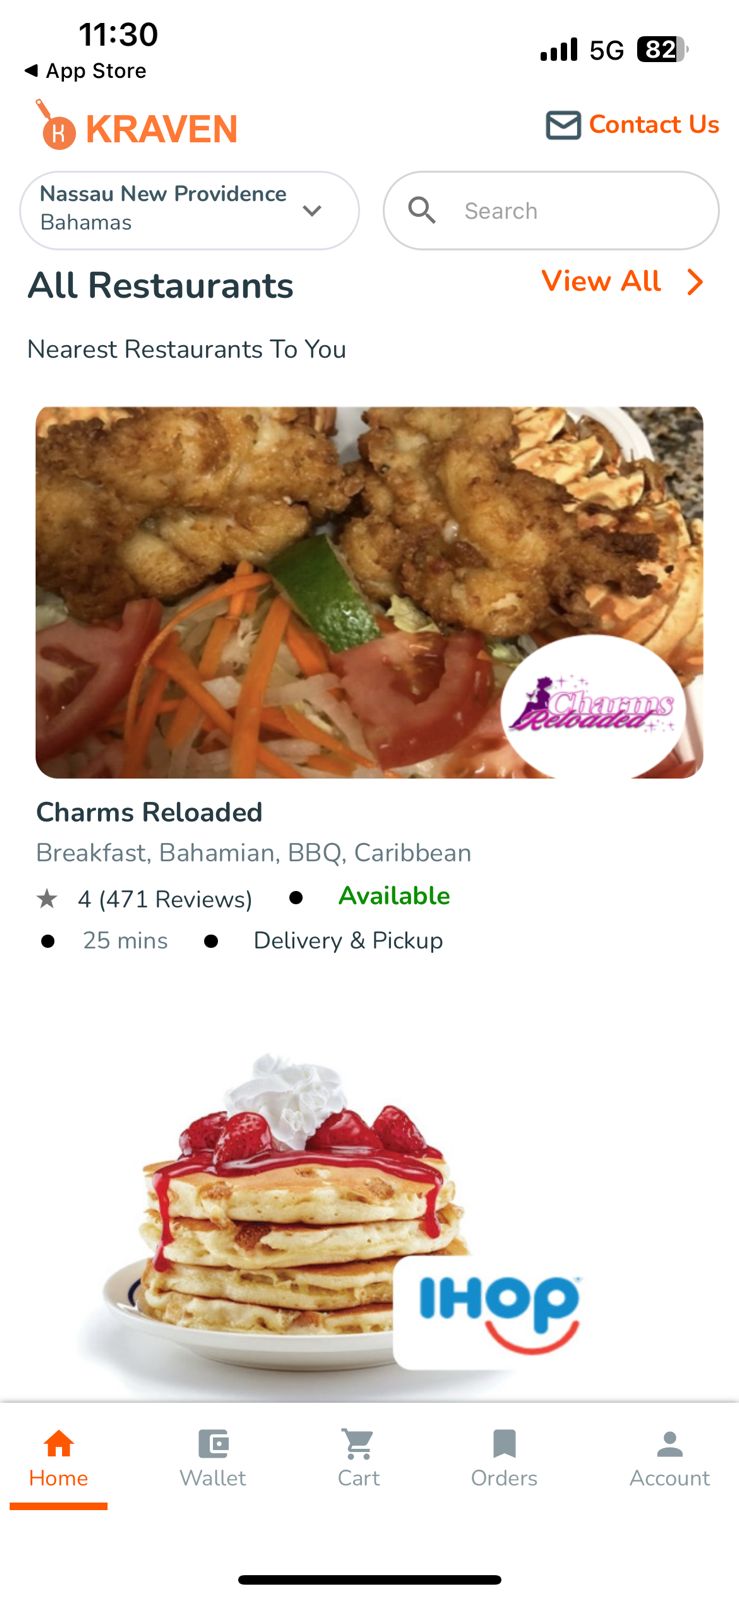 11:30
5G 82
◀ App Store
KRAVEN
Contact Us
Nassau New Providence
Bahamas
Search
All Restaurants
View All
Nearest Restaurants To You
Charms
Reloaded
Charms Reloaded
Breakfast, Bahamian, BBQ, Caribbean
★ 4 (471 Reviews) ● Available
● 25 mins ● Delivery & Pickup
IHOP
Home
Wallet
Cart
Orders
Account